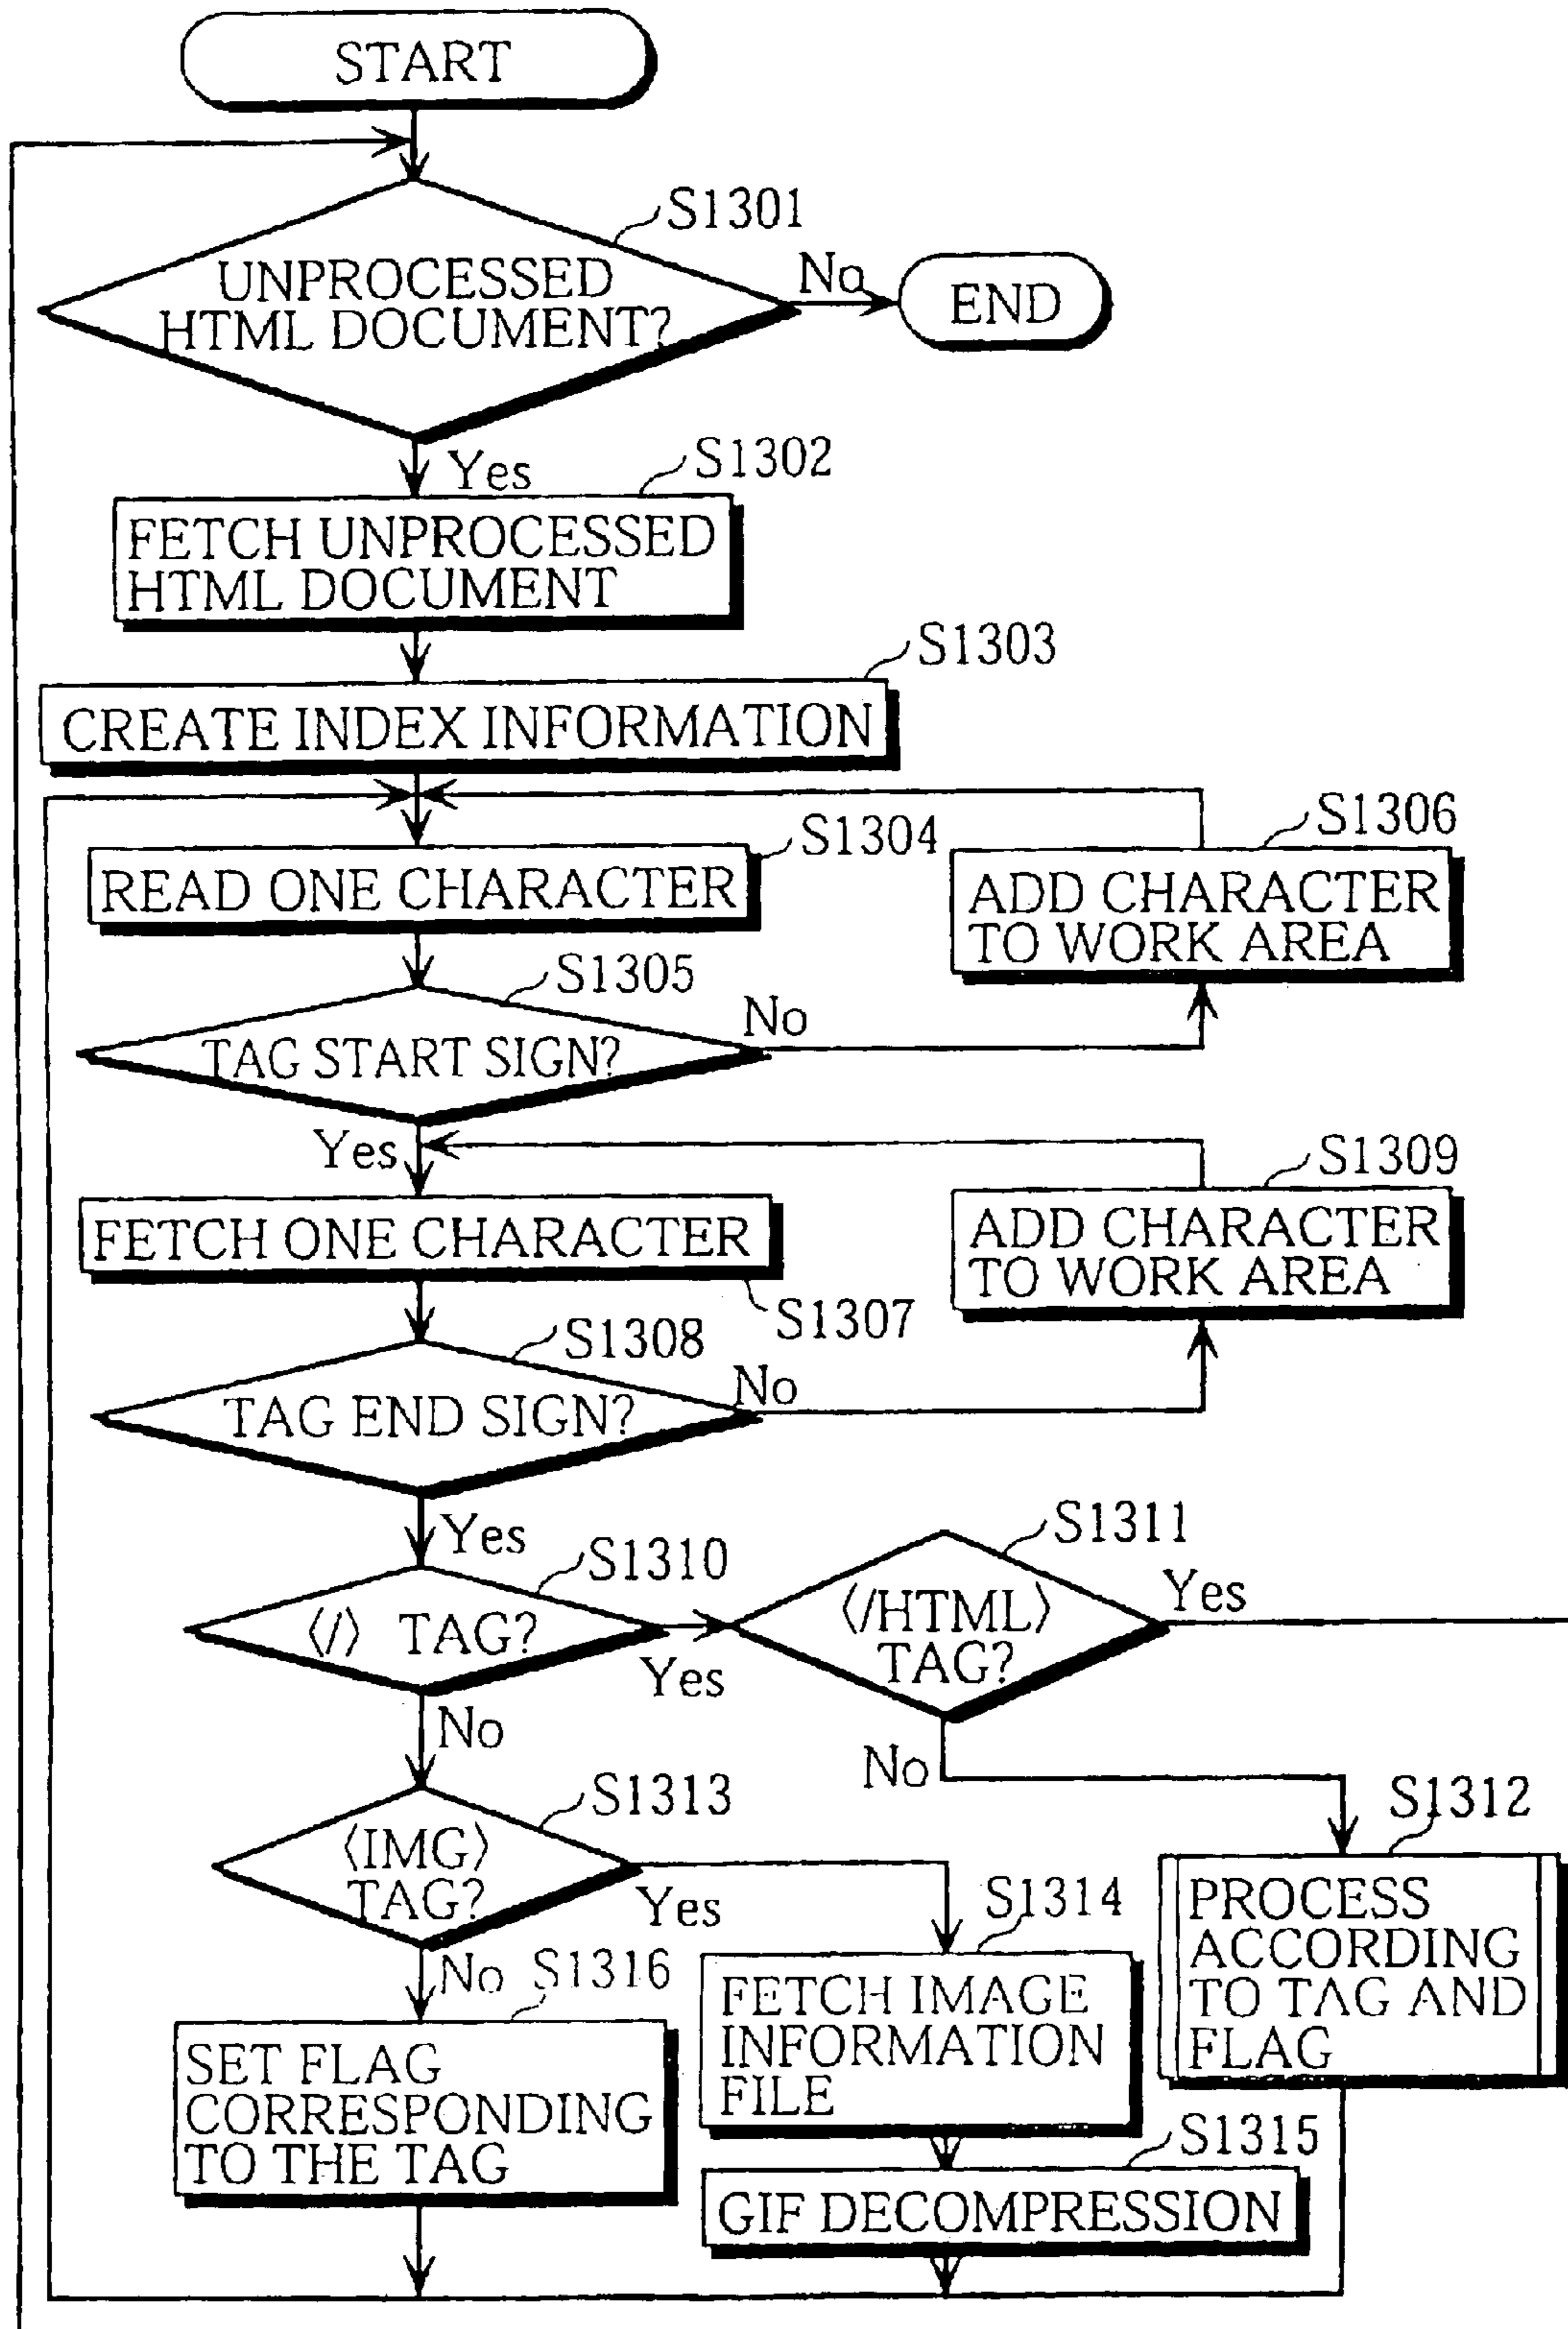 START
S1301
UNPROCESSED
HTML DOCUMENT?
No
END
Yes
S1302
FETCH UNPROCESSED
HTML DOCUMENT
S1303
CREATE INDEX INFORMATION
S1304
READ ONE CHARACTER
S1306
ADD CHARACTER
TO WORK AREA
S1305
TAG START SIGN?
No
Yes
S1309
ADD CHARACTER
TO WORK AREA
FETCH ONE CHARACTER
S1307
S1308
TAG END SIGN?
No
Yes
S1310
⟨/⟩ TAG?
Yes
S1311
⟨/HTML⟩
TAG?
Yes
No
No
S1313
⟨IMG⟩
TAG?
Yes
S1312
PROCESS
ACCORDING
TO TAG AND
FLAG
S1314
FETCH IMAGE
INFORMATION
FILE
No
S1316
SET FLAG
CORRESPONDING
TO THE TAG
S1315
GIF DECOMPRESSION